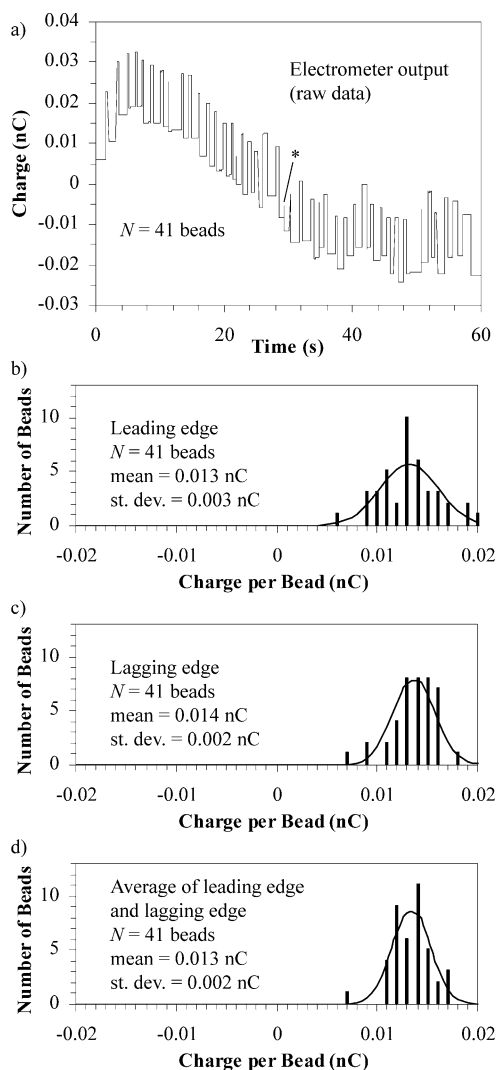 a)
0.04
0.03
0.02
0.01
0
-0.01
-0.02
-0.03
Charge (nC)
Electrometer output
(raw data)
*
N = 41 beads
0 20 40 60
Time (s)
b)
Number of Beads
10
5
0
Leading edge
N = 41 beads
mean = 0.013 nC
st. dev. = 0.003 nC
-0.02 -0.01 0 0.01 0.02
Charge per Bead (nC)
c)
Number of Beads
10
5
0
Lagging edge
N = 41 beads
mean = 0.014 nC
st. dev. = 0.002 nC
-0.02 -0.01 0 0.01 0.02
Charge per Bead (nC)
d)
Number of Beads
10
5
0
Average of leading edge
and lagging edge
N = 41 beads
mean = 0.013 nC
st. dev. = 0.002 nC
-0.02 -0.01 0 0.01 0.02
Charge per Bead (nC)